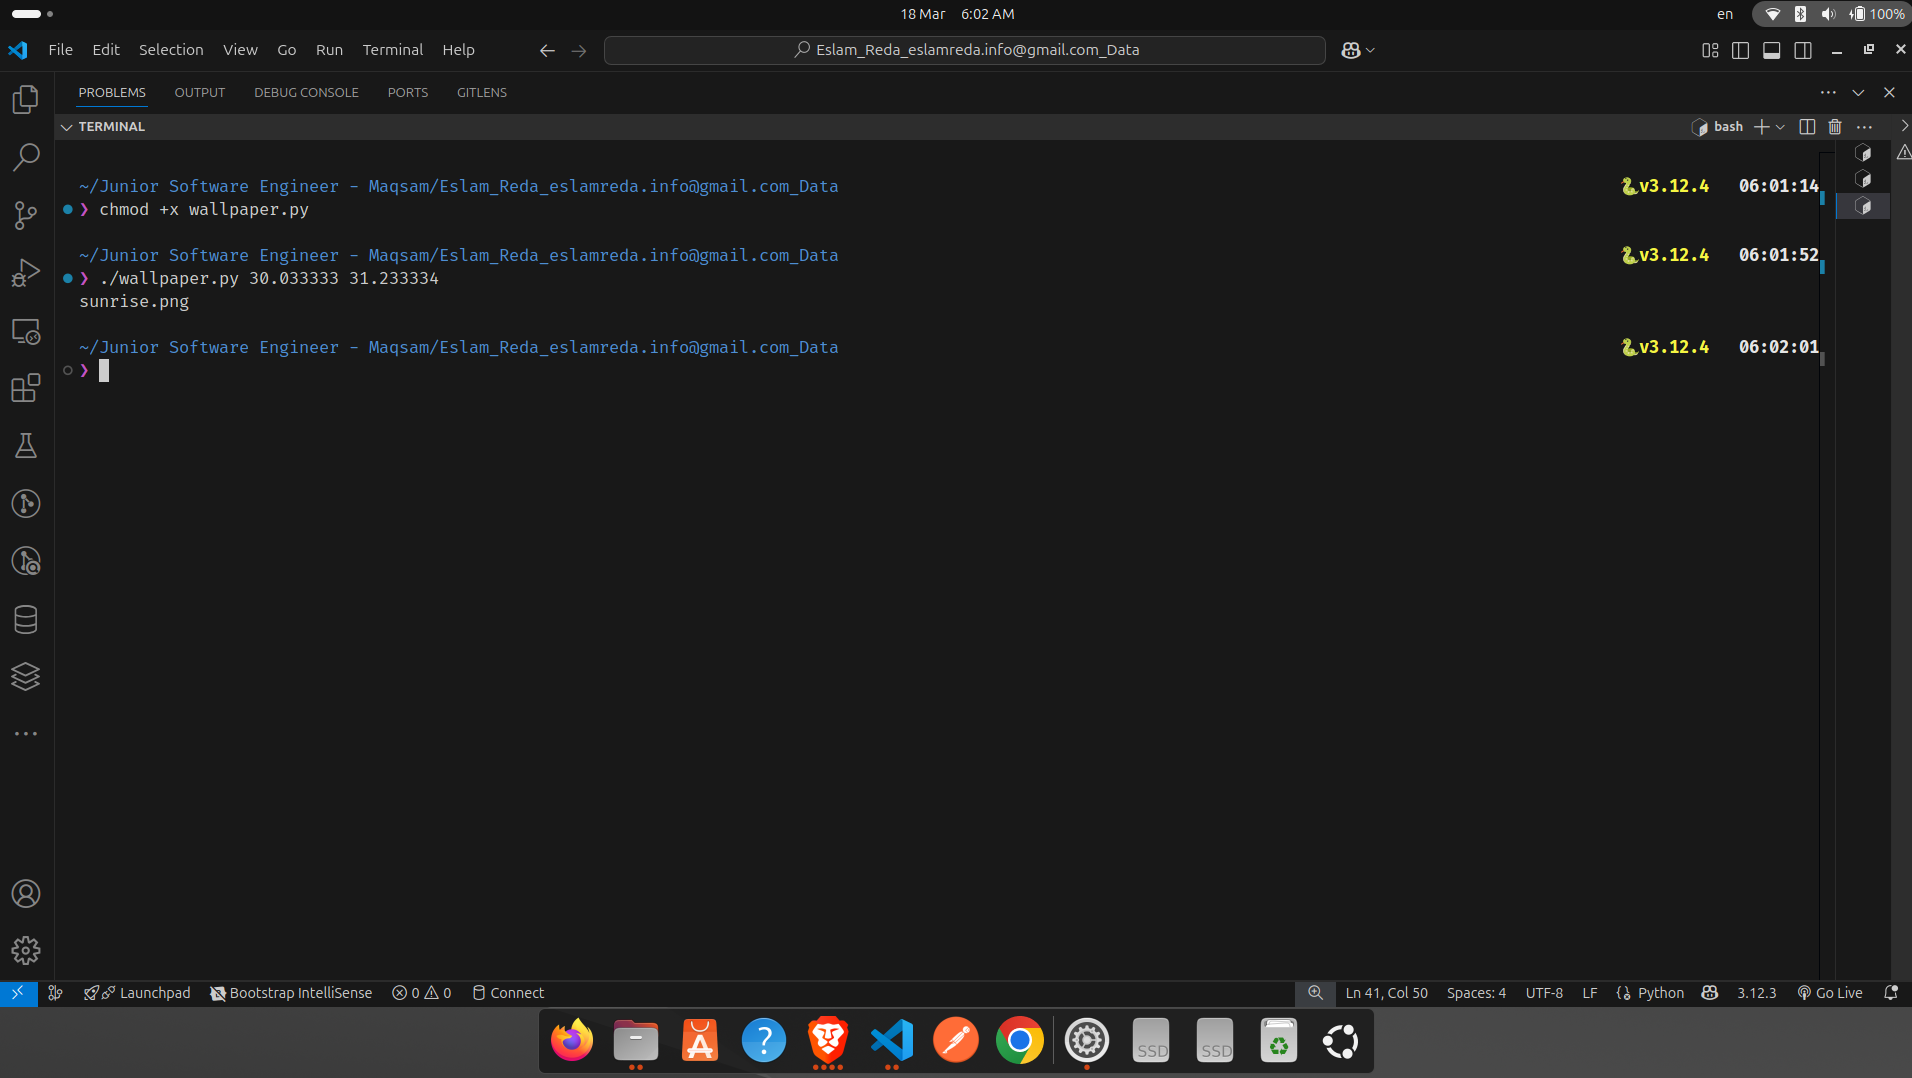 18 Mar 6:02 AM
en
100%
File Edit Selection View Go Run Terminal Help
Eslam_Reda_eslamreda.info@gmail.com_Data
PROBLEMS OUTPUT DEBUG CONSOLE PORTS GITLENS
TERMINAL
bash
~/Junior Software Engineer - Maqsam/Eslam_Reda_eslamreda.info@gmail.com_Data v3.12.4 06:01:14
❯ chmod +x wallpaper.py
~/Junior Software Engineer - Maqsam/Eslam_Reda_eslamreda.info@gmail.com_Data v3.12.4 06:01:52
❯ ./wallpaper.py 30.033333 31.233334
sunrise.png
~/Junior Software Engineer - Maqsam/Eslam_Reda_eslamreda.info@gmail.com_Data v3.12.4 06:02:01
❯
Launchpad Bootstrap IntelliSense 0 0 Connect
Ln 41, Col 50 Spaces: 4 UTF-8 LF Python 3.12.3 Go Live
SSD SSD